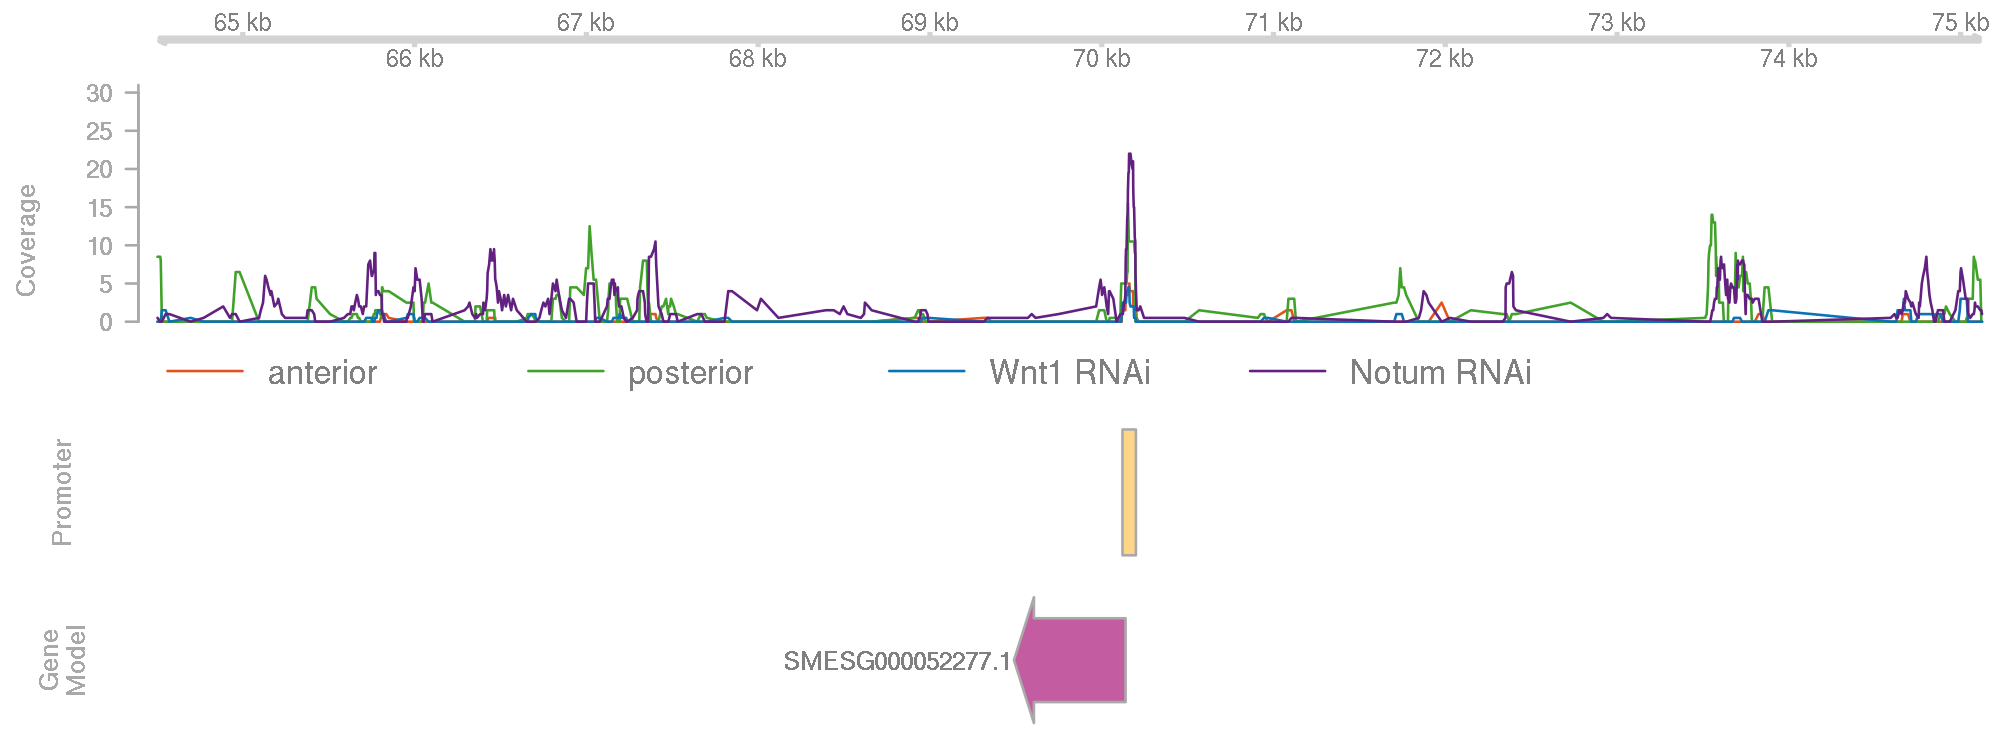 65 kb 67 kb 69 kb 71 kb 73 kb 75 kb
66 kb 68 kb 70 kb 72 kb 74 kb
30
25
20
15
10
5
0
Coverage
anterior posterior Wnt1 RNAi Notum RNAi
Promoter
Gene
Model
SMESG000052277.1